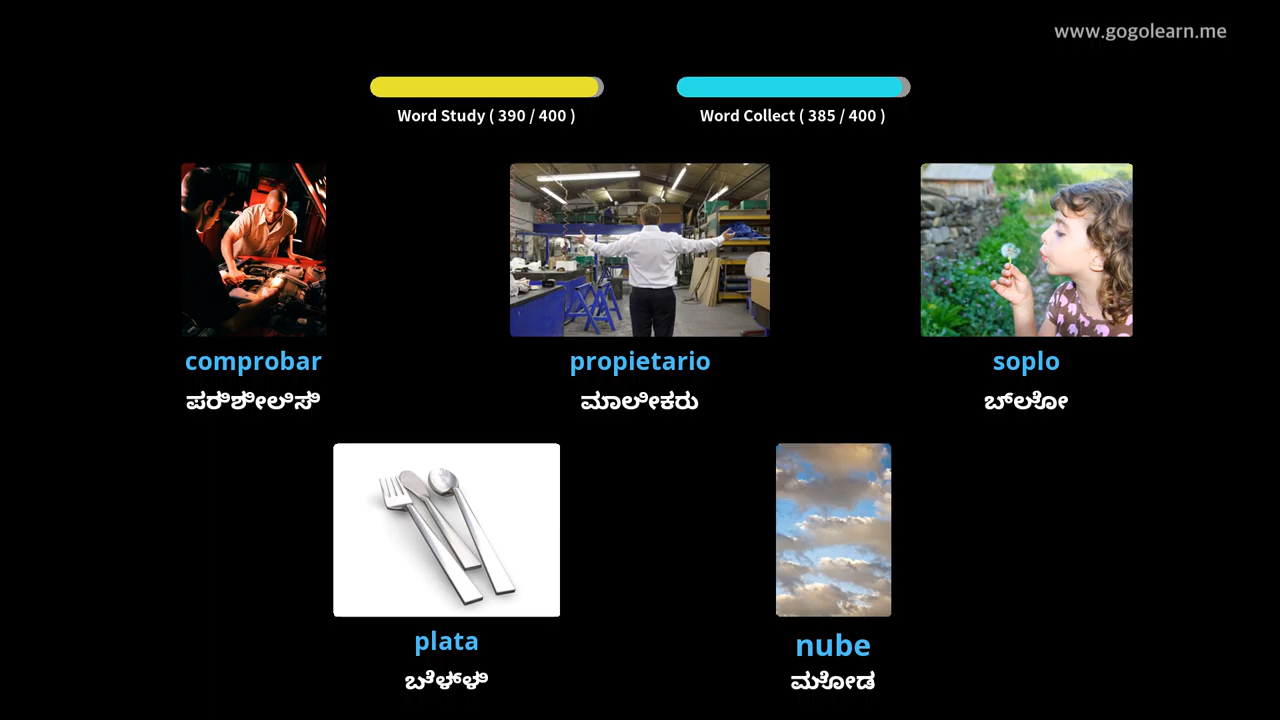 www.gogolearn.me
Word Study ( 390 / 400 )
Word Collect ( 385 / 400 )
comprobar
propietario
soplo
ಪರಿಶೀಲಿಸಿ
ಮಾಲೀಕರು
ಬ್ಲೋ
plata
nube
ಬೆಳ್ಳಿ
ಮೋಡ